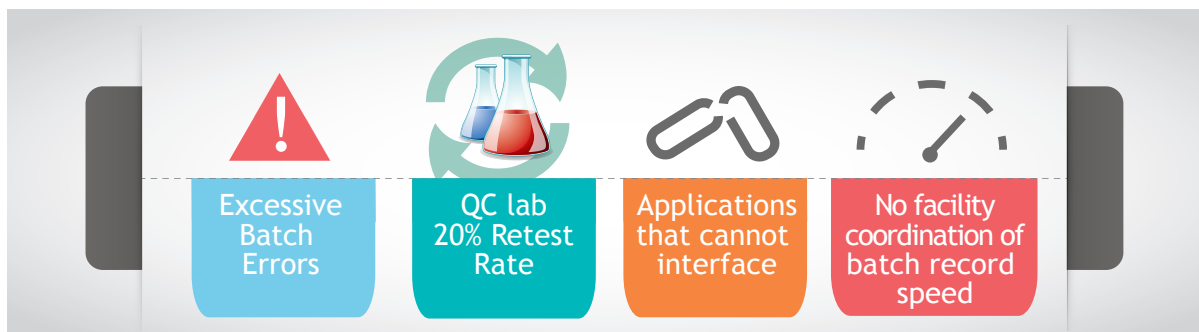 Excessive
Batch
Errors
QC lab
20% Retest
Rate
Applications
that cannot
interface
No facility
coordination of
batch record
speed